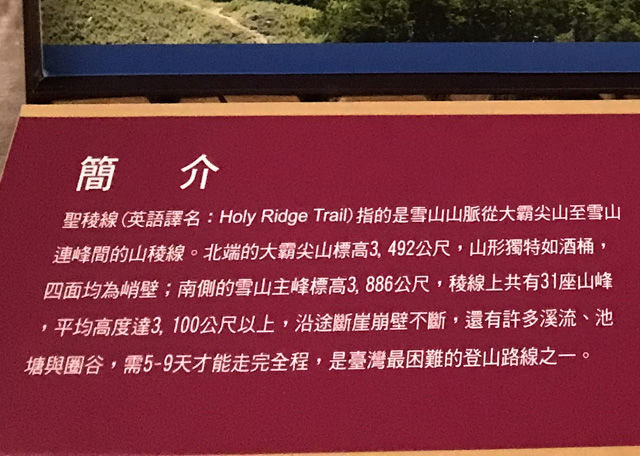 簡 介
聖稜線(英語譯名：Holy Ridge Trail)指的是雪山山脈從大霸尖山至雪山
連峰間的山稜線。北端的大霸尖山標高3,492公尺，山形獨特如酒桶，
四面均為峭壁；南側的雪山主峰標高3,886公尺，稜線上共有31座山峰
，平均高度達3,100公尺以上，沿途斷崖崩壁不斷，還有許多溪流、池
塘與圈谷，需5-9天才能走完全程，是臺灣最困難的登山路線之一。